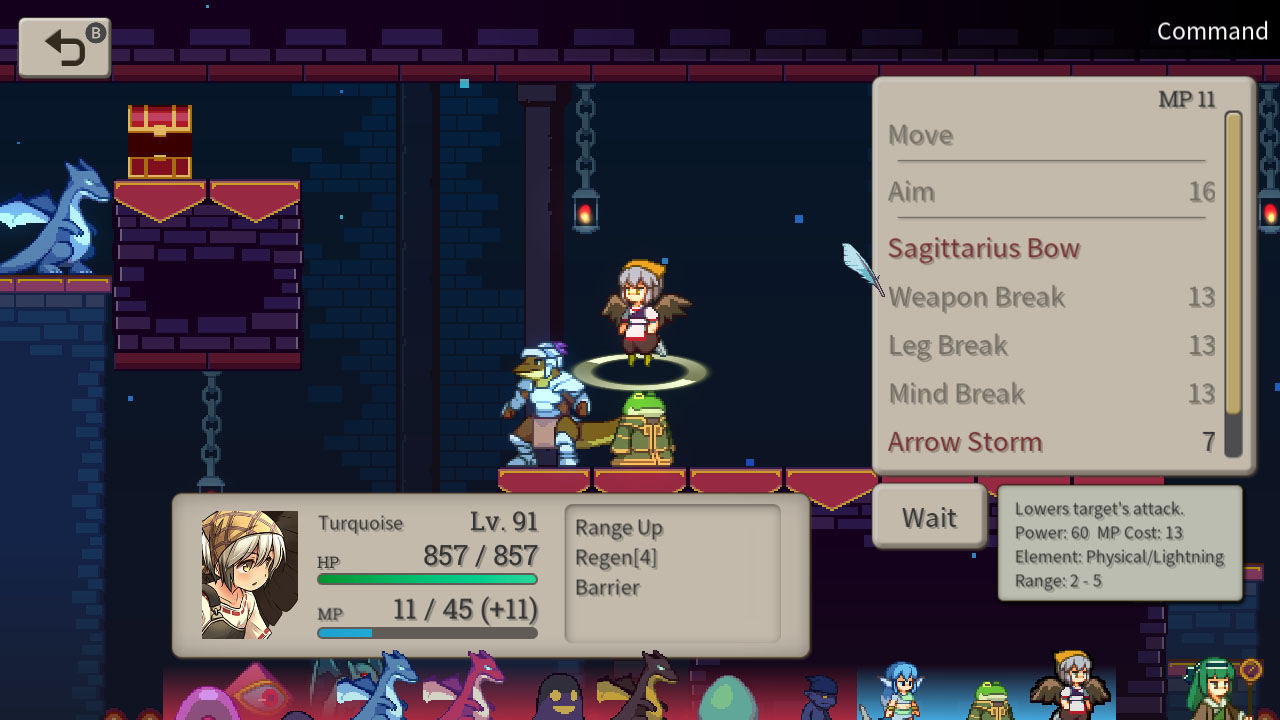 B
Command
MP 11
Move
Aim 16
Sagittarius Bow
Weapon Break 13
Leg Break 13
Mind Break 13
Arrow Storm 7
Wait
Lowers target's attack.
Power: 60 MP Cost: 13
Element: Physical/Lightning
Range: 2 - 5
Turquoise Lv. 91
HP 857 / 857
MP 11 / 45 (+11)
Range Up
Regen[4]
Barrier